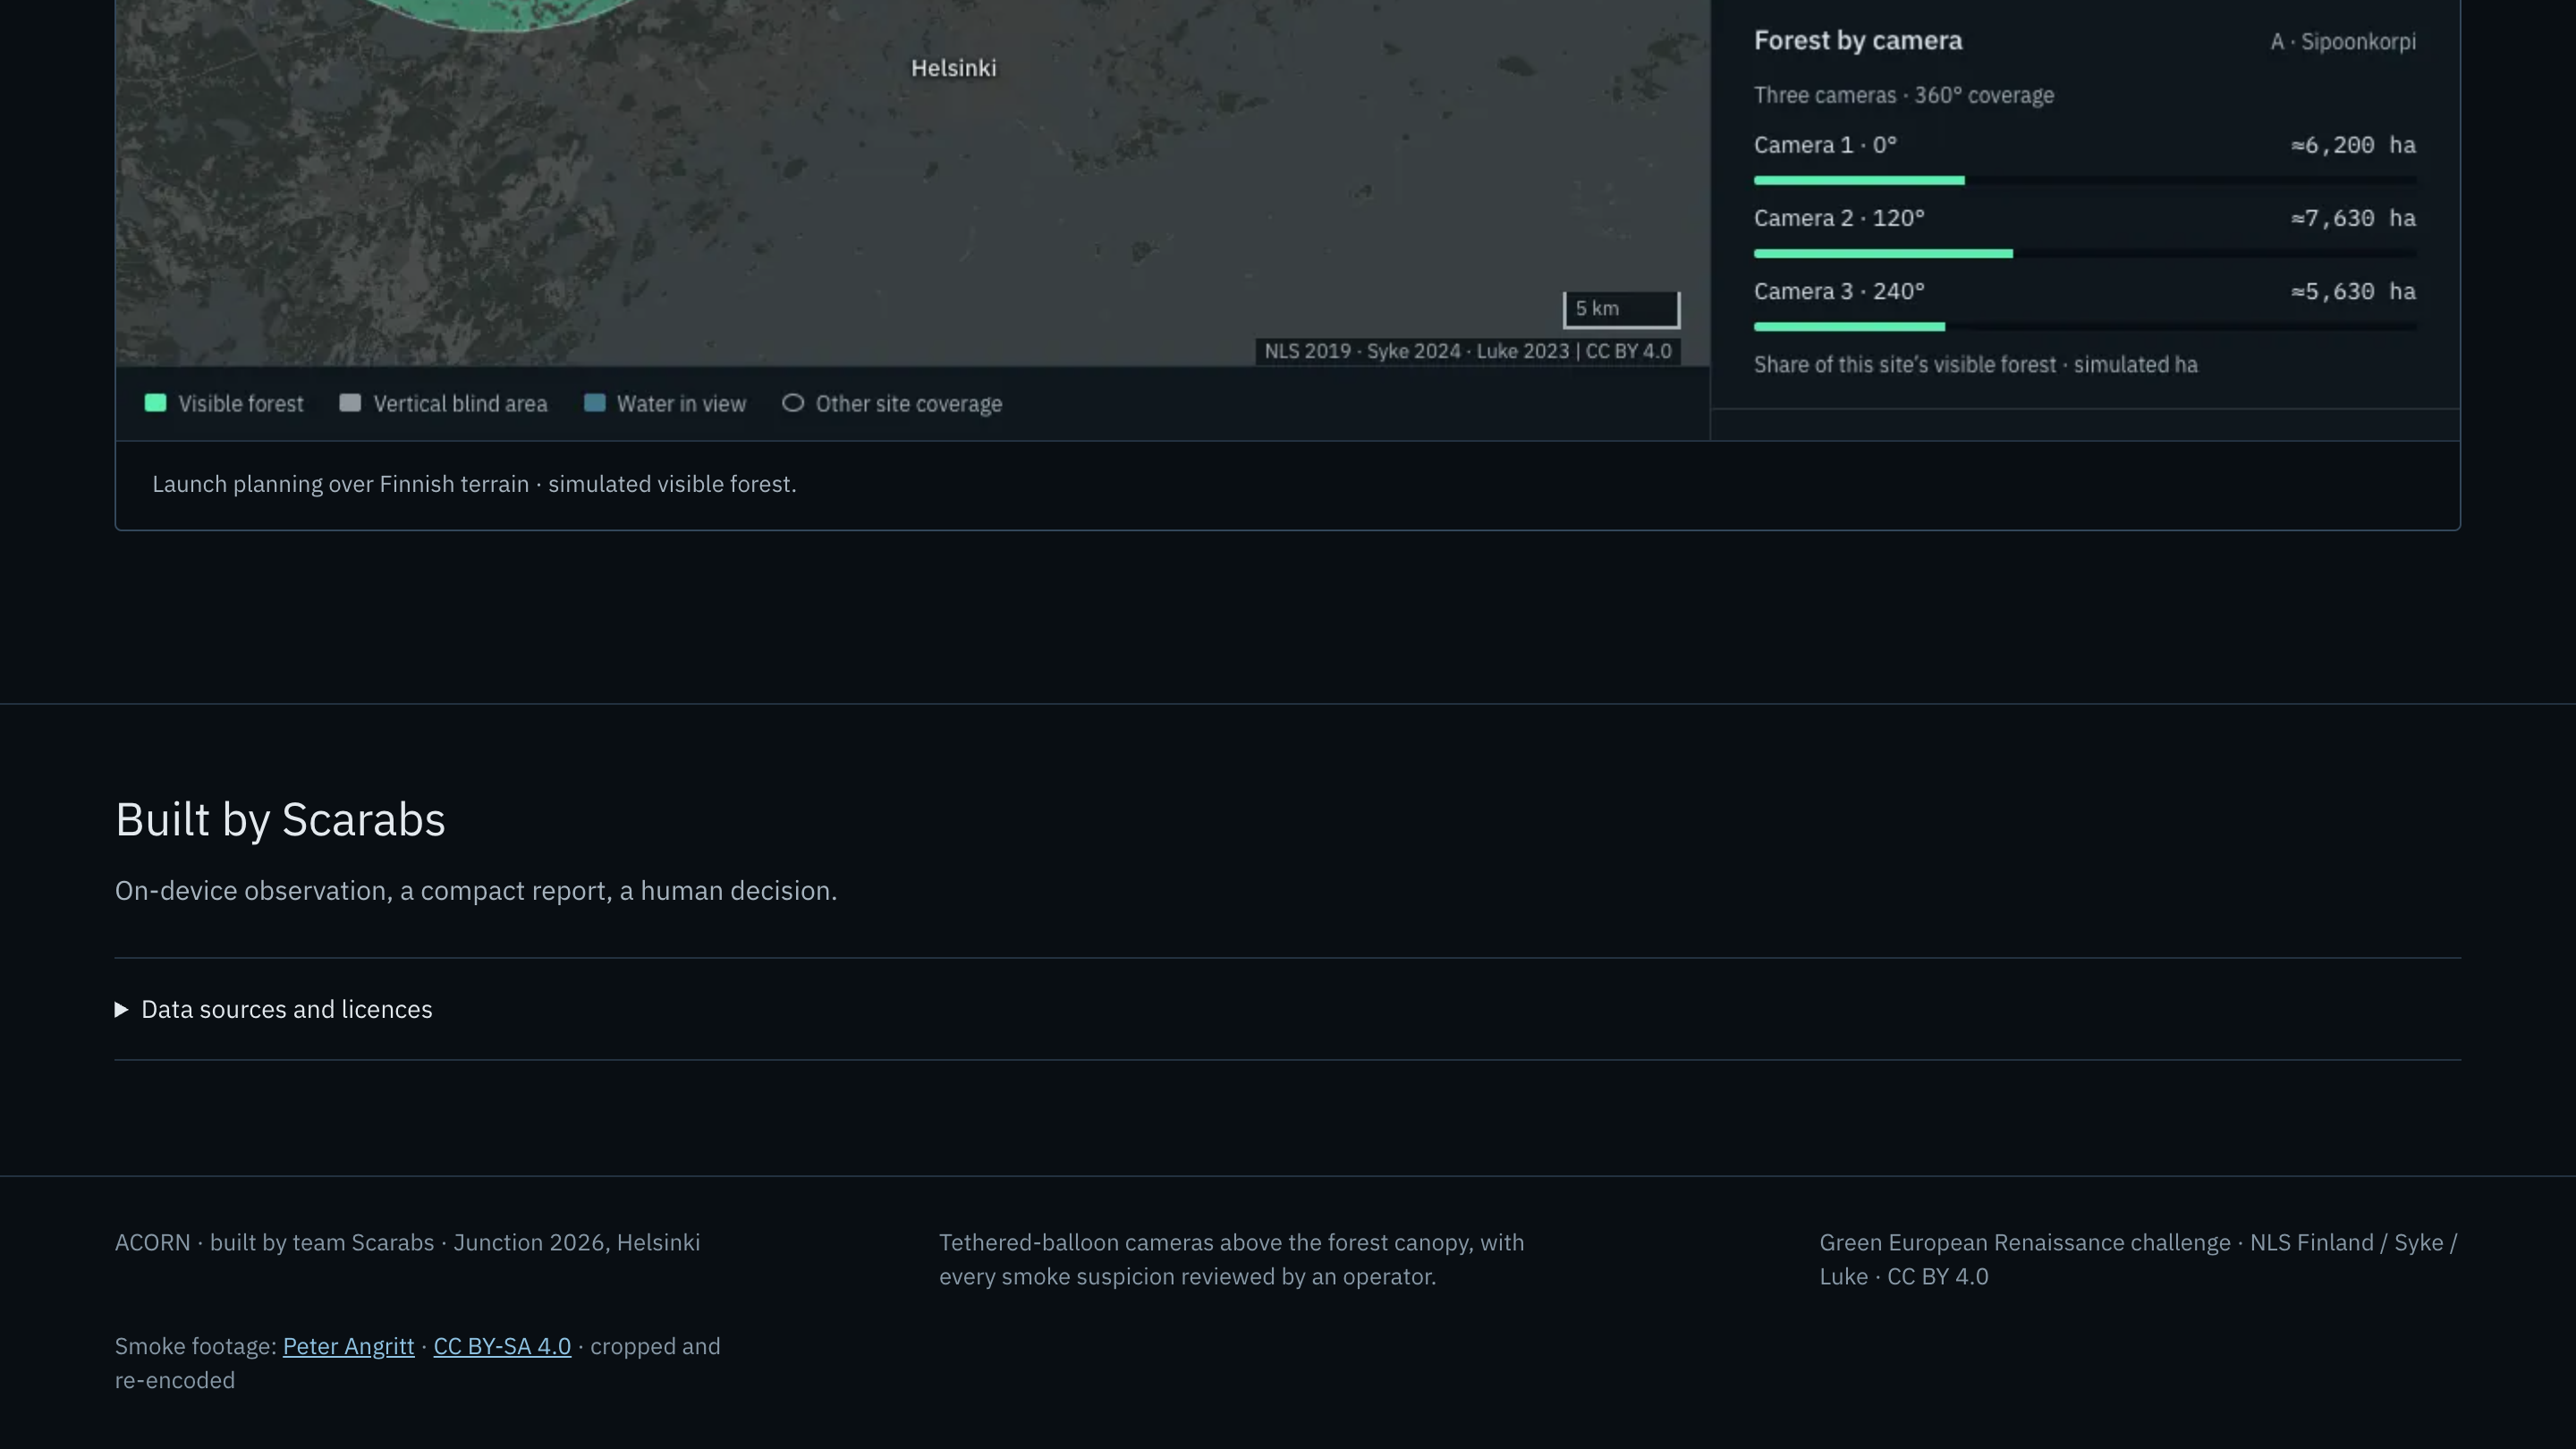 Helsinki
5 km
NLS 2019 · Syke 2024 · Luke 2023 | CC BY 4.0
Visible forest
Vertical blind area
Water in view
Other site coverage
Forest by camera
A · Sipoonkorpi
Three cameras · 360° coverage
Camera 1 · 0°
≈6,200 ha
Camera 2 · 120°
≈7,630 ha
Camera 3 · 240°
≈5,630 ha
Share of this site’s visible forest · simulated ha
Launch planning over Finnish terrain · simulated visible forest.
Built by Scarabs
On-device observation, a compact report, a human decision.
Data sources and licences
ACORN · built by team Scarabs · Junction 2026, Helsinki
Tethered-balloon cameras above the forest canopy, with
every smoke suspicion reviewed by an operator.
Green European Renaissance challenge · NLS Finland / Syke /
Luke · CC BY 4.0
Smoke footage: Peter Angritt · CC BY-SA 4.0 · cropped and
re-encoded